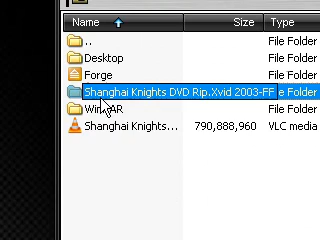 Name Size Type
.. File Folder
Desktop File Folder
Forge File Folder
Shanghai Knights DVD Rip.Xvid 2003-FF e Folder
File Folder
Shanghai Knights... 790,888,960 VLC media